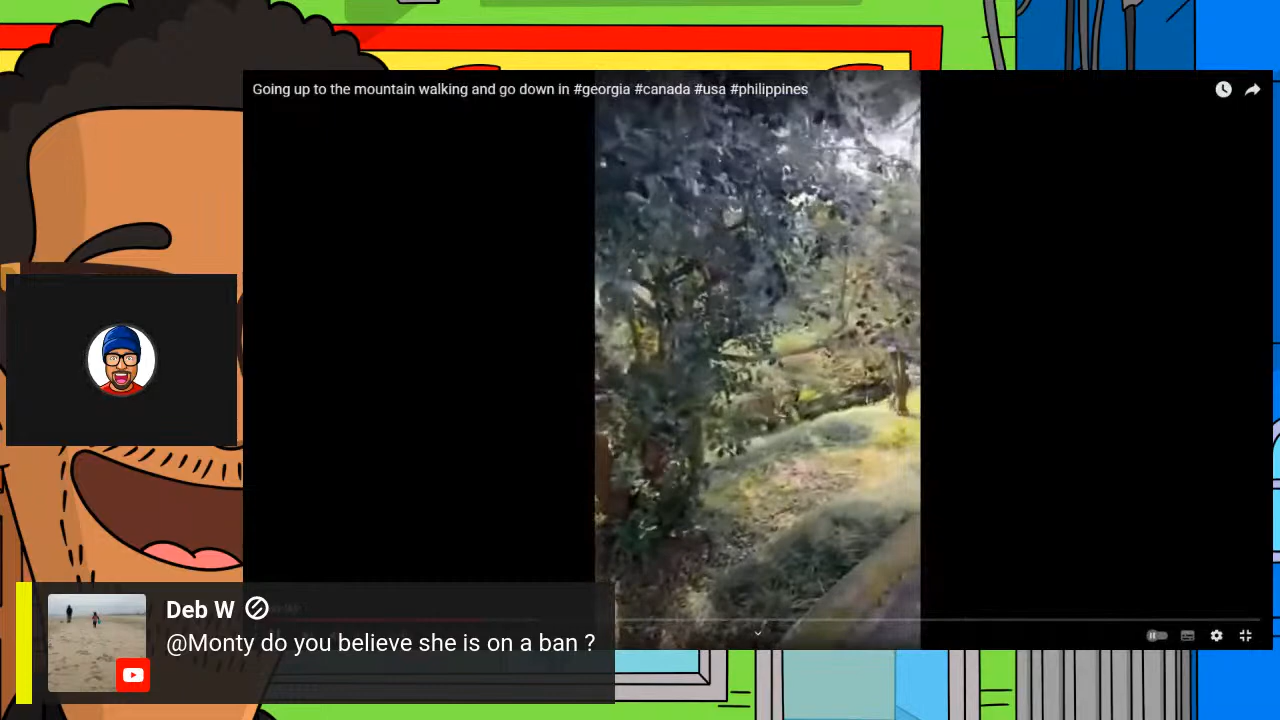 Going up to the mountain walking and go down in #georgia #canada #usa #philippines
Deb W
@Monty do you believe she is on a ban ?